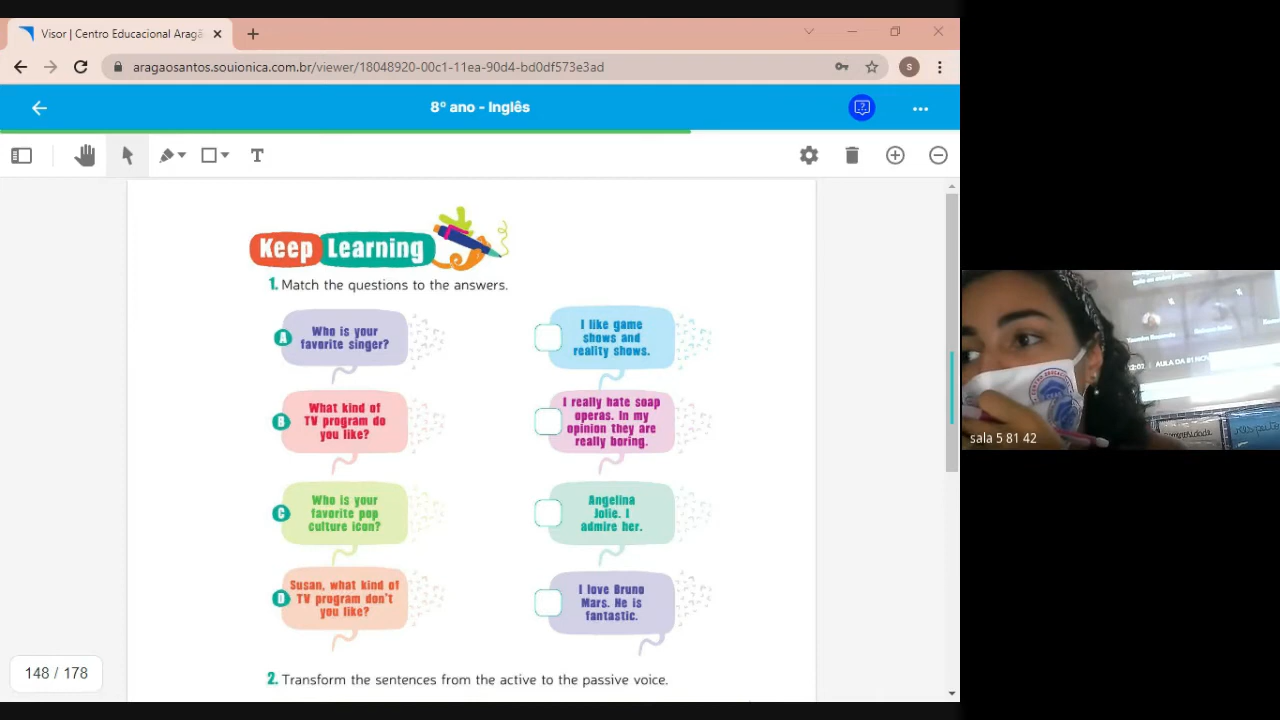 Visor | Centro Educacional Aragã
aragaosantos.souionica.com.br/viewer/18048920-00c1-11ea-90d4-bd0df573e3ad
s
8º ano - Inglês
T
Keep Learning
1. Match the questions to the answers.
A Who is your
favorite singer?
I like game
shows and
reality shows.
B What kind of
TV program do
you like?
I really hate soap
operas. In my
opinion they are
really boring.
C Who is your
favorite pop
culture icon?
Angelina
Jolie. I
admire her.
D Susan, what kind of
TV program don't
you like?
I love Bruno
Mars. He is
fantastic.
148 / 178
2. Transform the sentences from the active to the passive voice.
AULA DA 81 NO
sala 5 81 42